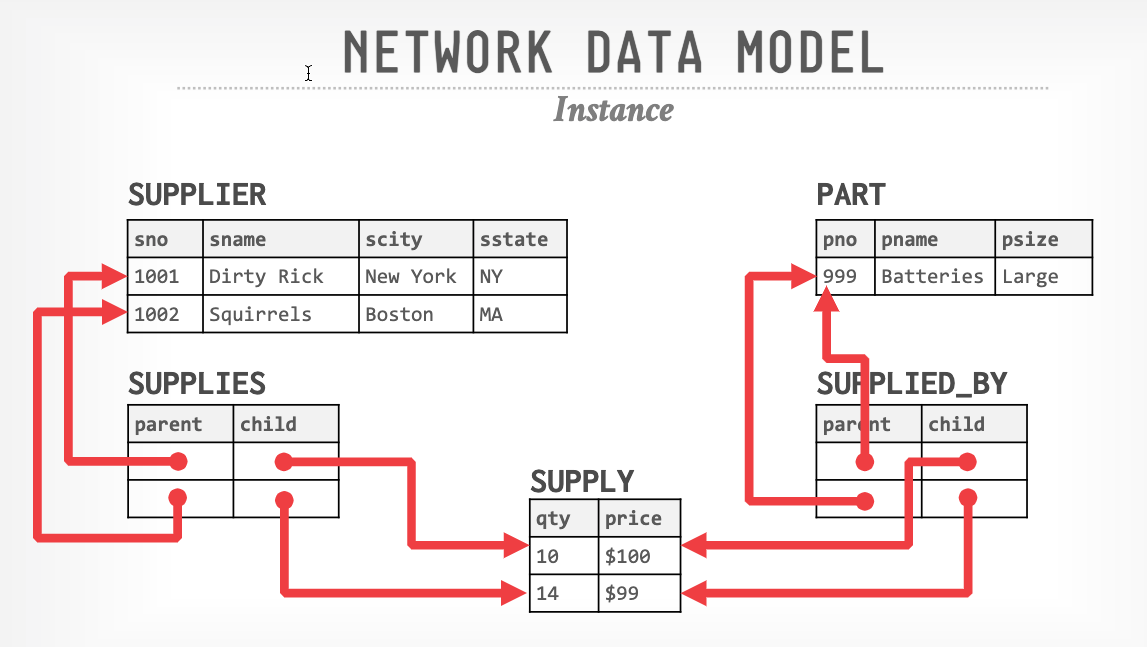 NETWORK DATA MODEL
Instance
SUPPLIER
sno sname scity sstate
1001 Dirty Rick New York NY
1002 Squirrels Boston MA
PART
pno pname psize
999 Batteries Large
SUPPLIES
parent child
SUPPLIED_BY
parent child
SUPPLY
qty price
10 $100
14 $99